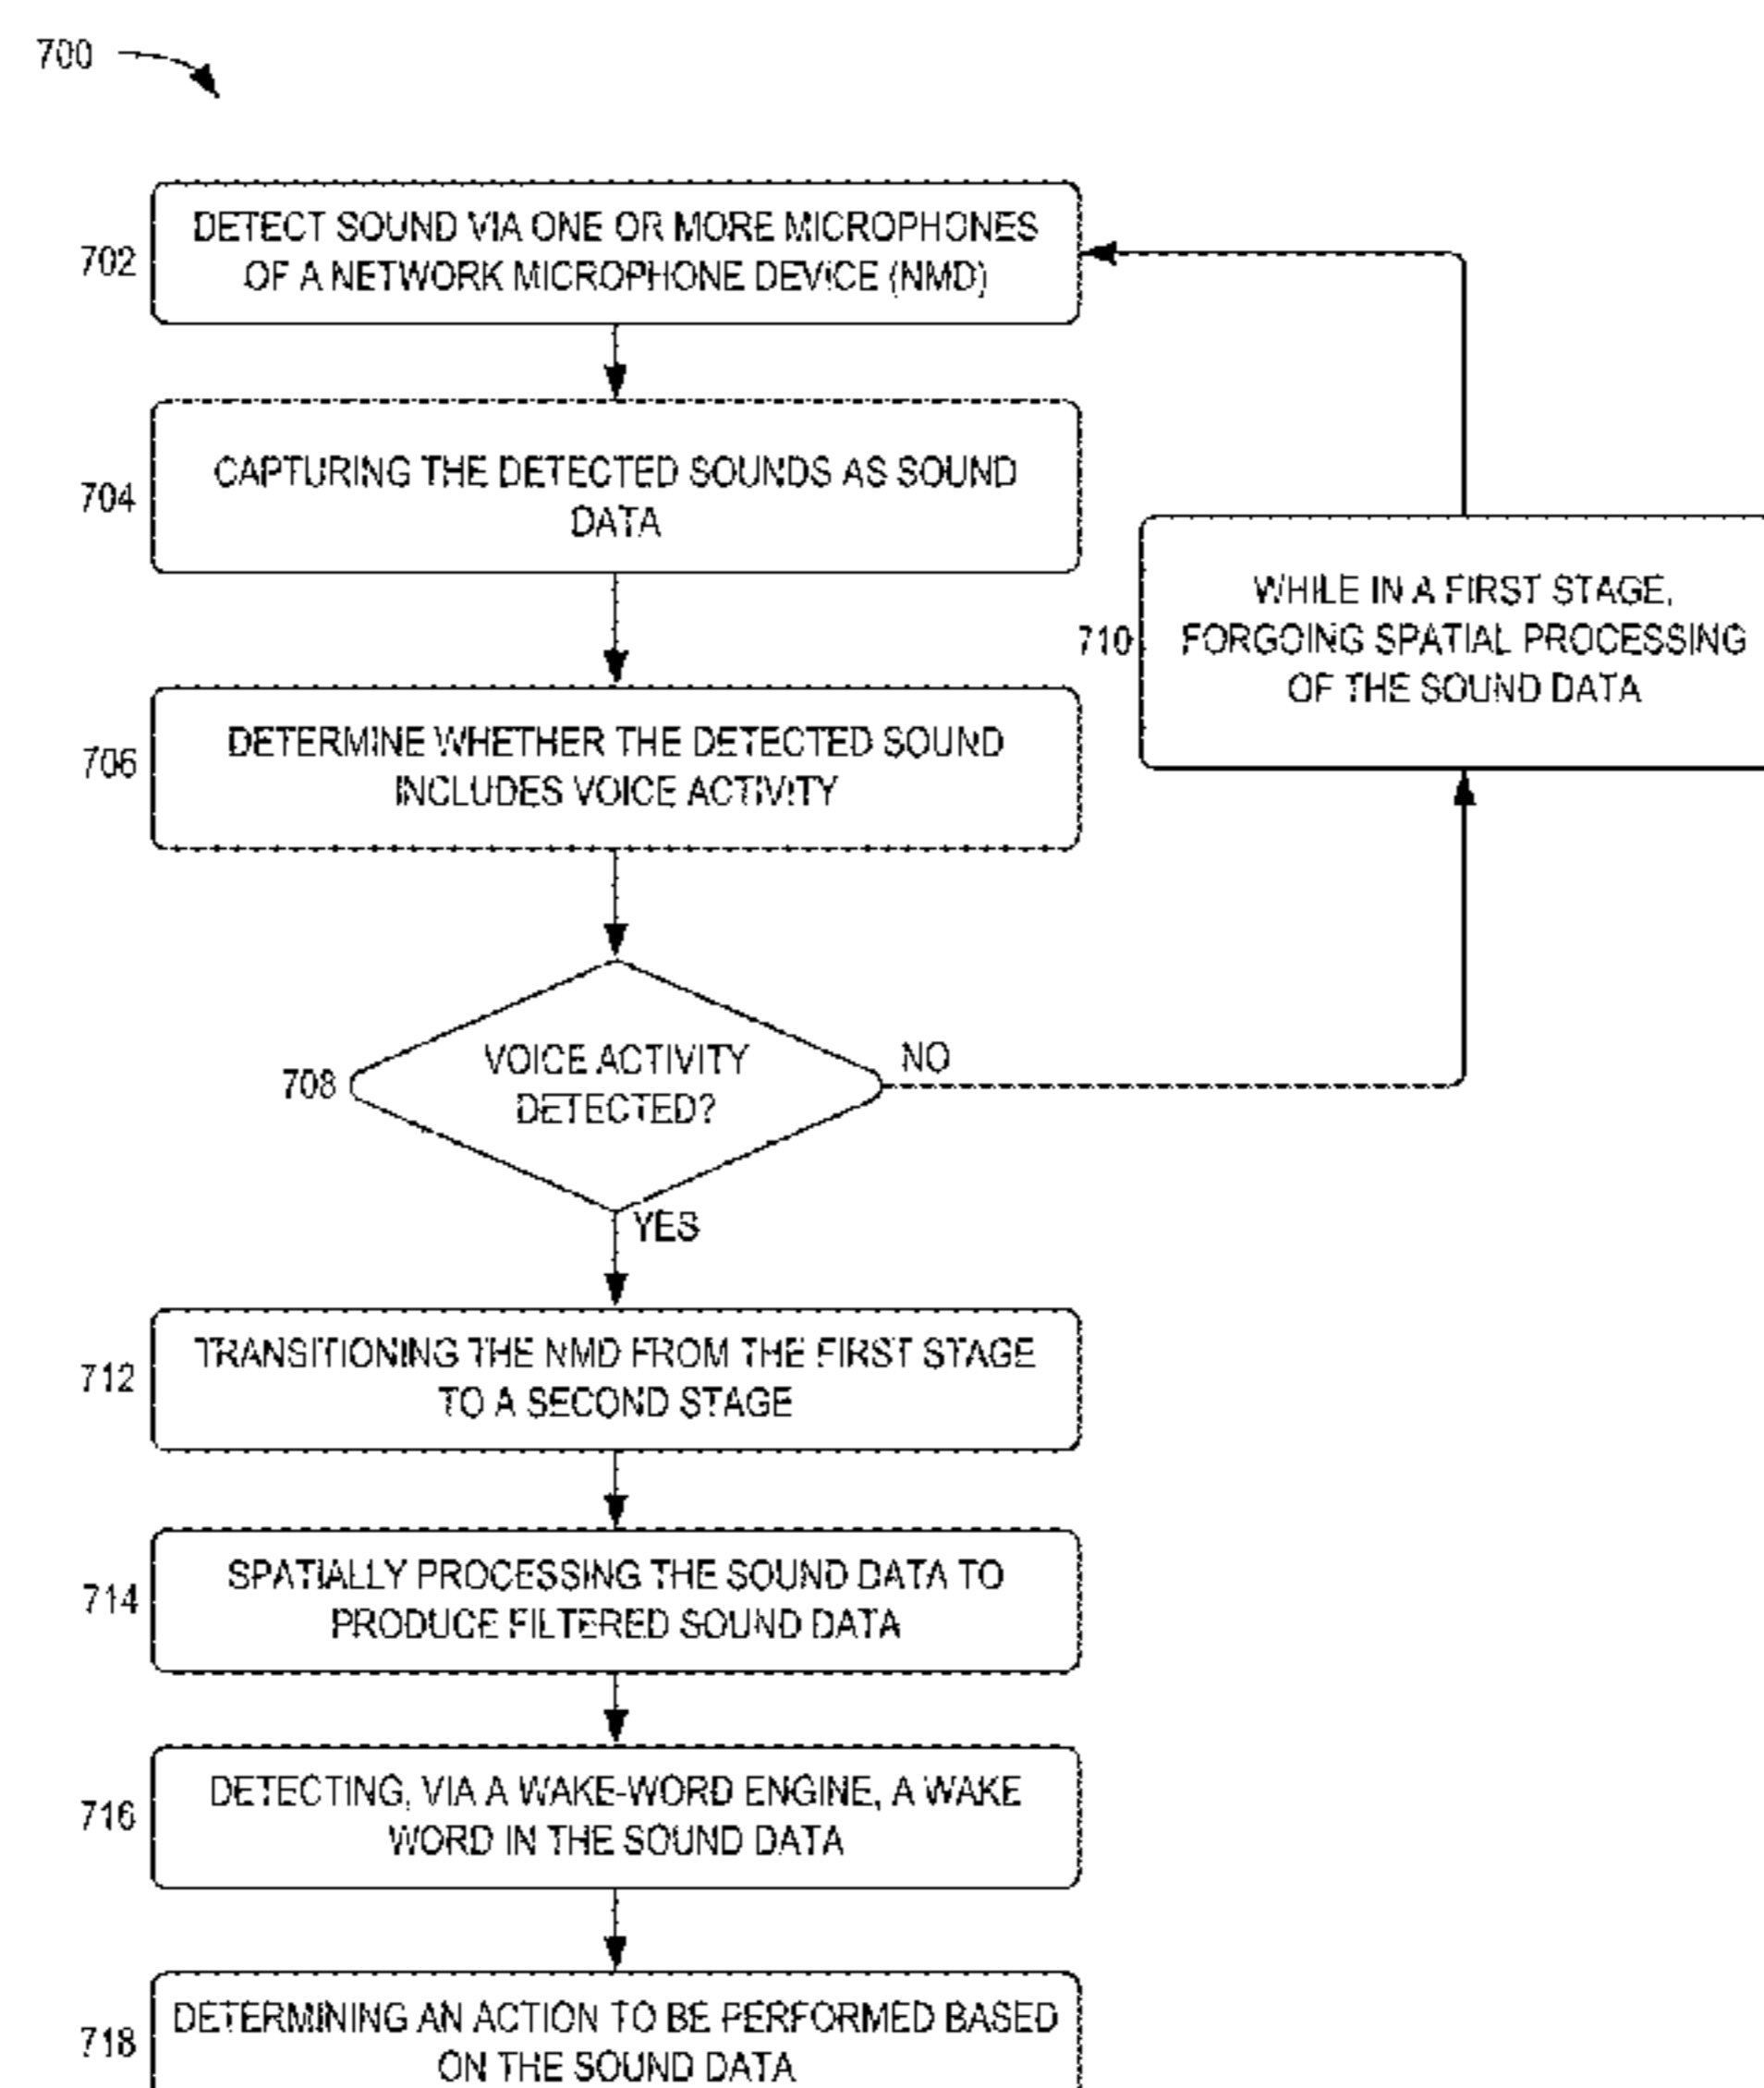 700
702
DETECT SOUND VIA ONE OR MORE MICROPHONES
OF A NETWORK MICROPHONE DEVICE (NMD)
704
CAPTURING THE DETECTED SOUNDS AS SOUND
DATA
710
WHILE IN A FIRST STAGE,
FORGOING SPATIAL PROCESSING
OF THE SOUND DATA
706
DETERMINE WHETHER THE DETECTED SOUND
INCLUDES VOICE ACTIVITY
708
VOICE ACTIVITY
DETECTED?
NO
YES
712
TRANSITIONING THE NMD FROM THE FIRST STAGE
TO A SECOND STAGE
714
SPATIALLY PROCESSING THE SOUND DATA TO
PRODUCE FILTERED SOUND DATA
716
DETECTING, VIA A WAKE-WORD ENGINE, A WAKE
WORD IN THE SOUND DATA
718
DETERMINING AN ACTION TO BE PERFORMED BASED
ON THE SOUND DATA